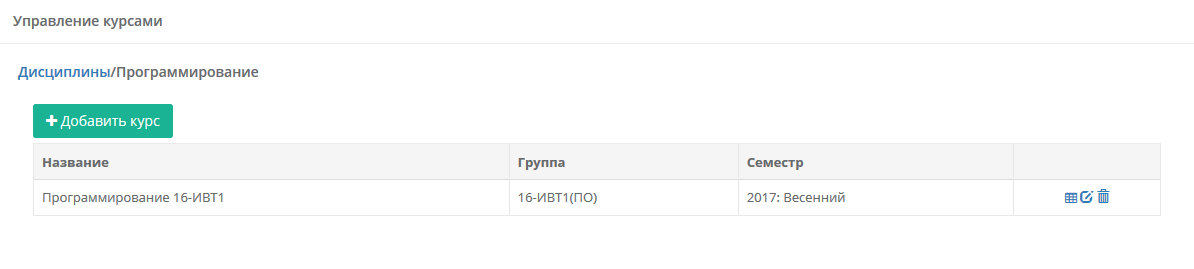 Управление курсами
Дисциплины/Программирование
Добавить курс
Название Группа Семестр
Программирование 16-ИВТ1 16-ИВТ1(ПО) 2017: Весенний